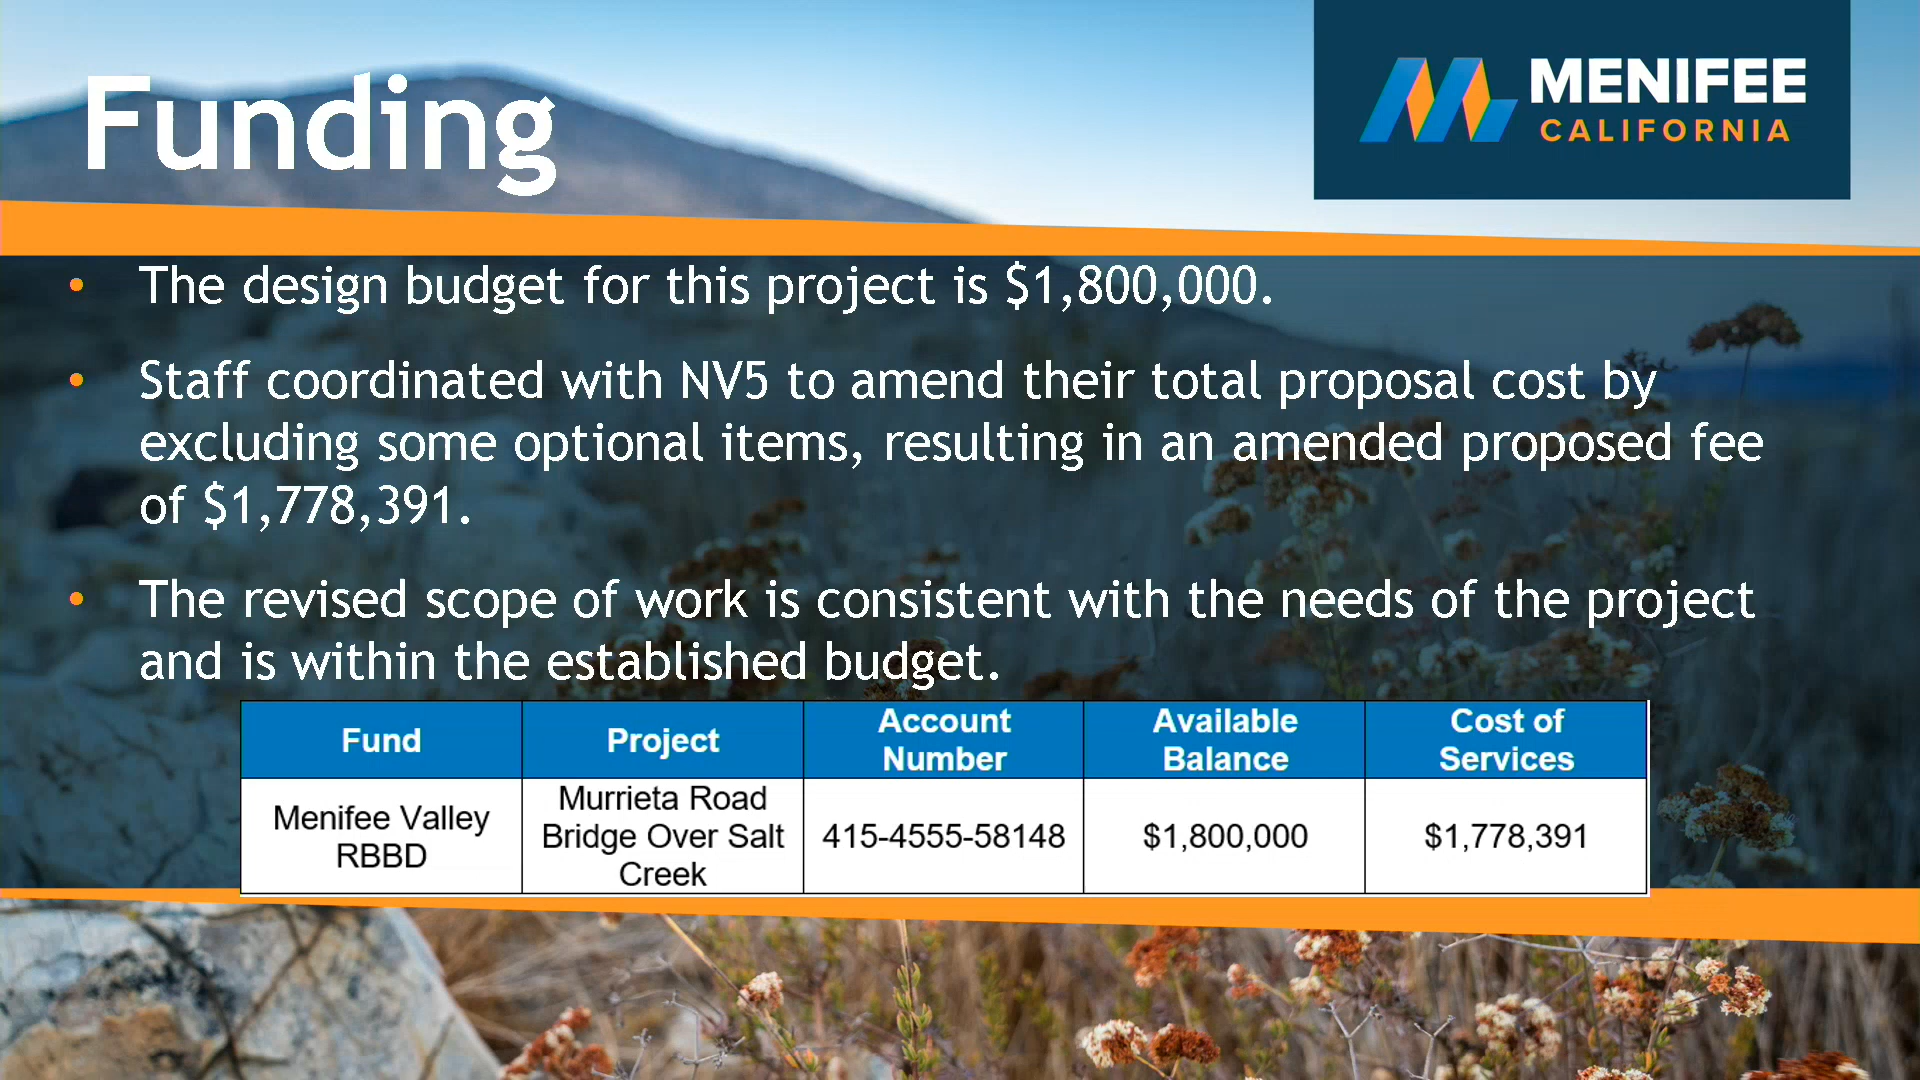 Funding
MENIFEE
CALIFORNIA
• The design budget for this project is $1,800,000.
• Staff coordinated with NV5 to amend their total proposal cost by
excluding some optional items, resulting in an amended proposed fee
of $1,778,391.
• The revised scope of work is consistent with the needs of the project
and is within the established budget.
Fund Project Account Number Available Balance Cost of Services
Menifee Valley RBBD Murrieta Road Bridge Over Salt Creek 415-4555-58148 $1,800,000 $1,778,391